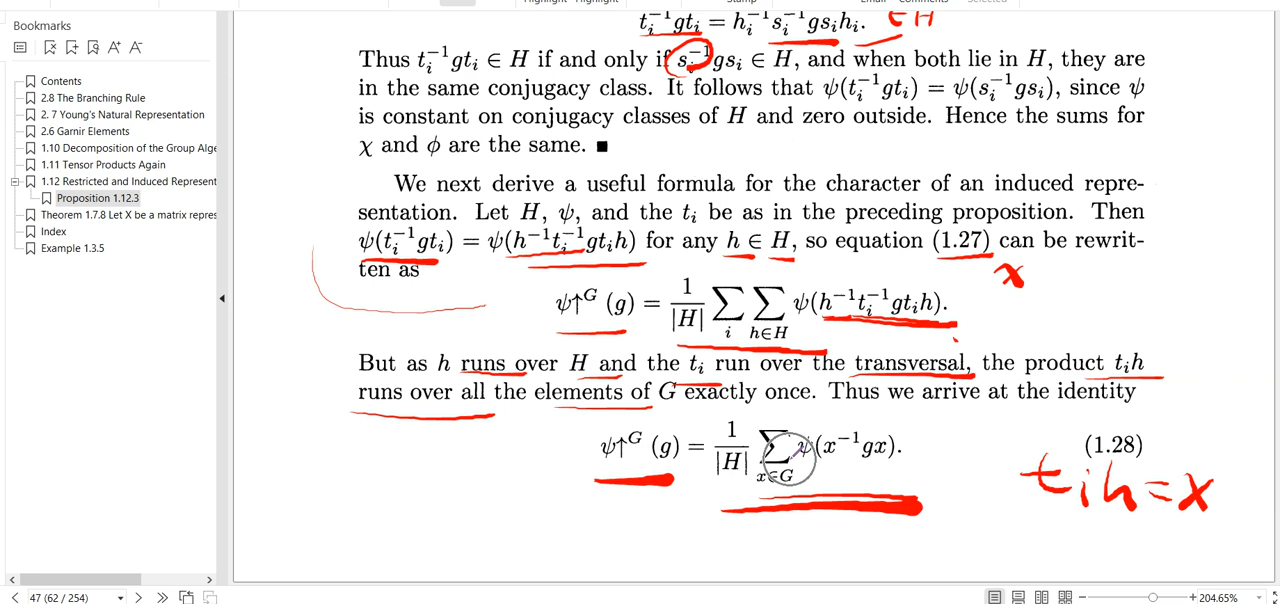 Bookmarks
Contents
2.8 The Branching Rule
2. 7 Young's Natural Representation
2.6 Garnir Elements
1.10 Decomposition of the Group Alge
1.11 Tensor Products Again
1.12 Restricted and Induced Represent
Proposition 1.12.3
Theorem 1.7.8 Let X be a matrix repres
Index
Example 1.3.5
t_i^{-1}gt_i = h_i^{-1}s_i^{-1}gs_ih_i. ∈ H
Thus t_i^{-1}gt_i ∈ H if and only if s_i^{-1}gs_i ∈ H, and when both lie in H, they are
in the same conjugacy class. It follows that ψ(t_i^{-1}gt_i) = ψ(s_i^{-1}gs_i), since ψ
is constant on conjugacy classes of H and zero outside. Hence the sums for
χ and ϕ are the same. ■
We next derive a useful formula for the character of an induced repre-
sentation. Let H, ψ, and the t_i be as in the preceding proposition. Then
ψ(t_i^{-1}gt_i) = ψ(h^{-1}t_i^{-1}gt_ih) for any h ∈ H, so equation (1.27) can be rewrit-
ten as
x
ψ↑^G (g) = 1/|H| ∑_i ∑_{h∈H} ψ(h^{-1}t_i^{-1}gt_ih).
But as h runs over H and the t_i run over the transversal, the product t_ih
runs over all the elements of G exactly once. Thus we arrive at the identity
ψ↑^G (g) = 1/|H| ∑_{x∈G} ψ(x^{-1}gx). (1.28)
t_ih = x
47 (62 / 254)
204.65%